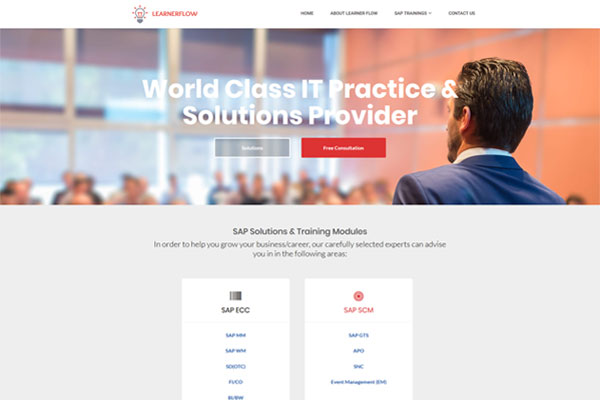 LEARNERFLOW
HOME ABOUT LEARNER FLOW SAP TRAININGS CONTACT US
World Class IT Practice &
Solutions Provider
Solutions Free Consultation
SAP Solutions & Training Modules
In order to help you grow your business/career, our carefully selected experts can advise
you in in the following areas:
SAP ECC
SAP MM
SAP WM
SD(OTC)
FI/CO
BI/BW
SAP SCM
SAP GTS
APO
SNC
Event Management (EM)